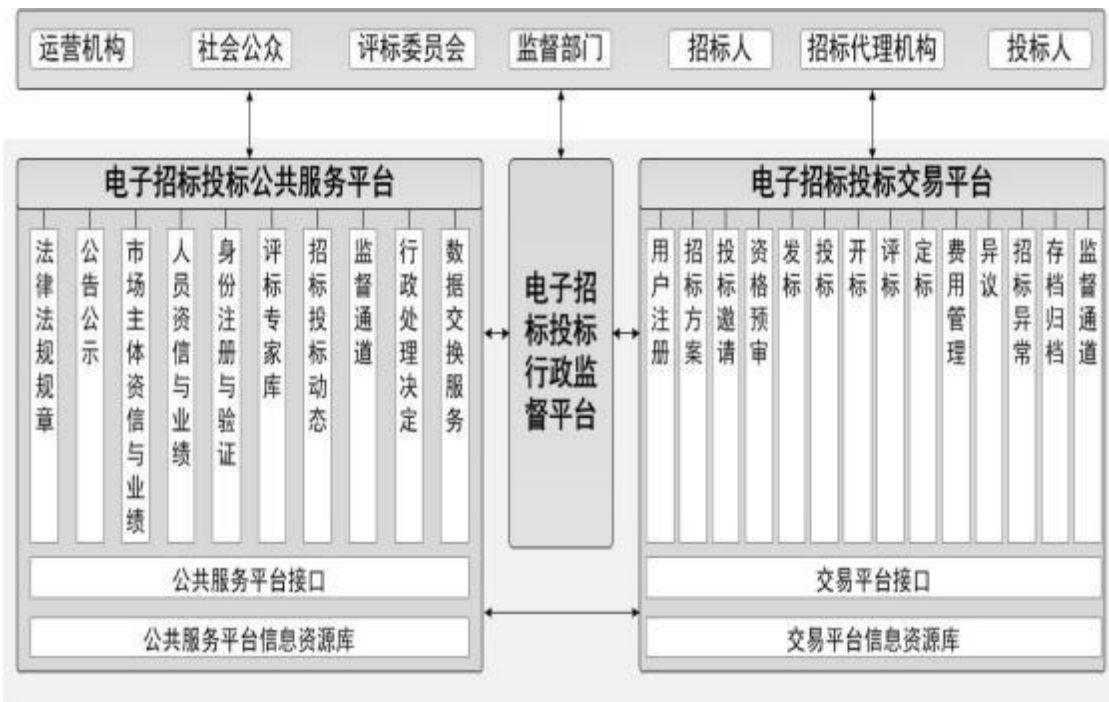 运营机构
社会公众
评标委员会
监督部门
招标人
招标代理机构
投标人
电子招标投标公共服务平台
法律法规规章
公告公示
市场主体资信与业绩
人员资信与业绩
身份注册与验证
评标专家库
招标投标动态
监督通道
行政处理决定
数据交换服务
公共服务平台接口
公共服务平台信息资源库
电子招
标投标
行政监
督平台
电子招标投标交易平台
用户注册
招标方案
投标邀请
资格预审
发标
投标
开标
评标
定标
费用管理
异议
招标异常
存档归档
监督通道
交易平台接口
交易平台信息资源库